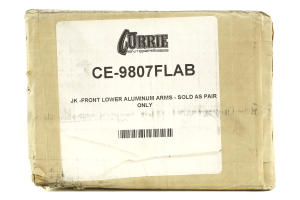 CURRIE
CE-9807FLAB
JK -FRONT LOWER ALUMINUM ARMS - SOLD AS PAIR
ONLY